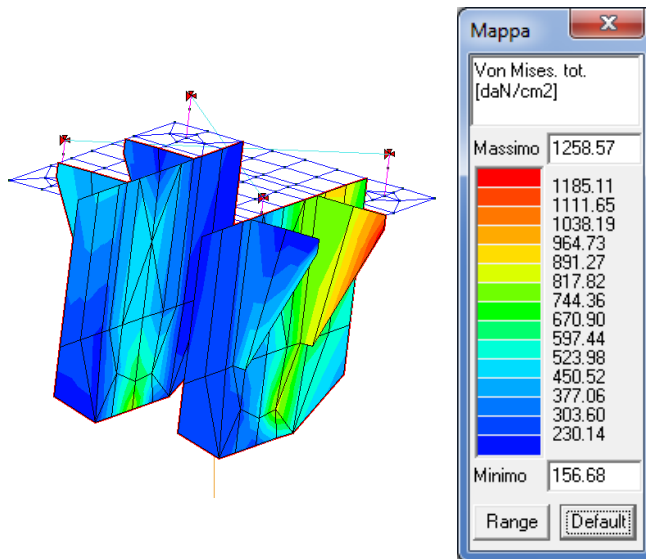 Mappa
Von Mises. tot.
[daN/cm2]
Massimo 1258.57
1185.11
1111.65
1038.19
964.73
891.27
817.82
744.36
670.90
597.44
523.98
450.52
377.06
303.60
230.14
Minimo 156.68
Range Default